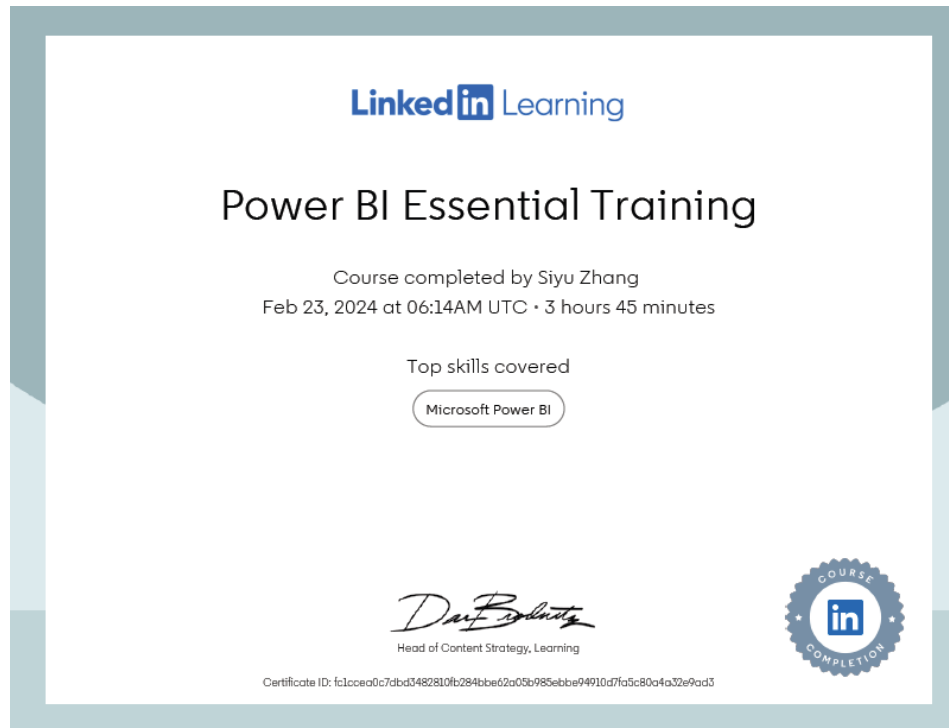 Linked in Learning
Power BI Essential Training
Course completed by Siyu Zhang
Feb 23, 2024 at 06:14AM UTC • 3 hours 45 minutes
Top skills covered
Microsoft Power BI
Head of Content Strategy, Learning
Certificate ID: fc1ccea0c7dbd3482810fb284bbe62a05b985ebbe94910d7fa5c80a4a32e9ad3
COURSE
in
COMPLETION